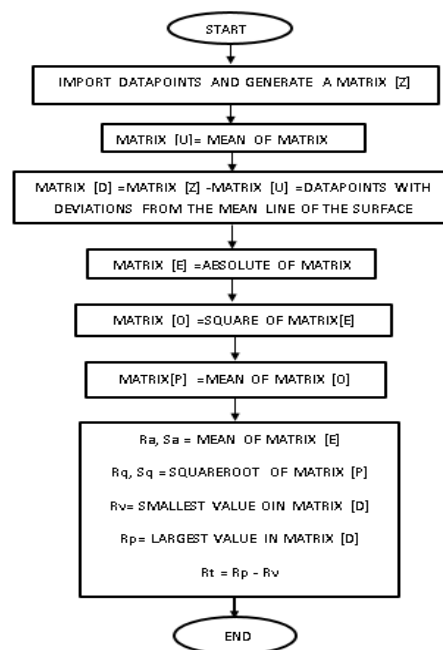 START
IMPORT DATAPOINTS AND GENERATE A MATRIX [Z]
MATRIX [U]= MEAN OF MATRIX
MATRIX [D] =MATRIX [Z] -MATRIX [U] =DATAPOINTS WITH
DEVIATIONS FROM THE MEAN LINE OF THE SURFACE
MATRIX [E] =ABSOLUTE OF MATRIX
MATRIX [O] =SQUARE OF MATRIX[E]
MATRIX[P] =MEAN OF MATRIX [O]
Ra, Sa = MEAN OF MATRIX [E]
Rq, Sq = SQUAREROOT OF MATRIX [P]
Rv= SMALLEST VALUE OIN MATRIX [D]
Rp= LARGEST VALUE IN MATRIX [D]
Rt = Rp - Rv
END